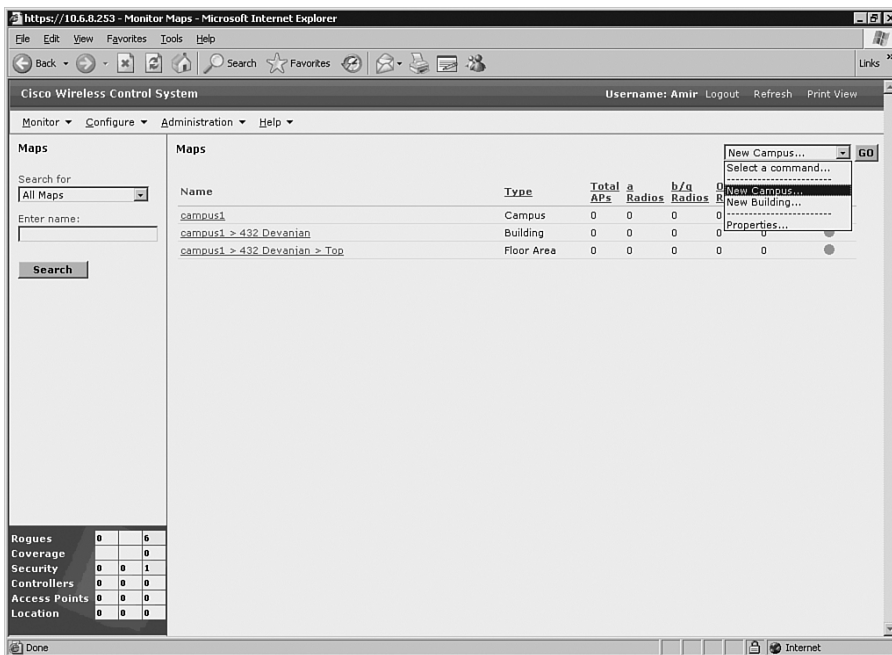 https://10.6.8.253 - Monitor Maps - Microsoft Internet Explorer
File Edit View Favorites Tools Help
Back Search Favorites Links
Cisco Wireless Control System Username: Amir Logout Refresh Print View
Monitor Configure Administration Help
Maps
Search for
All Maps
Enter name:
Search
Maps
New Campus... GO
Select a command...
-----------------------
New Campus...
New Building...
-----------------------
Properties...
Name Type Total APs a Radios b/g Radios
campus1 Campus 0 0 0 0
campus1 > 432 Devanjan Building 0 0 0 0 0
campus1 > 432 Devanjan > Top Floor Area 0 0 0 0 0
Rogues 0 6
Coverage 0
Security 0 0 1
Controllers 0 0 0
Access Points 0 0 0
Location 0 0 0
Done Internet